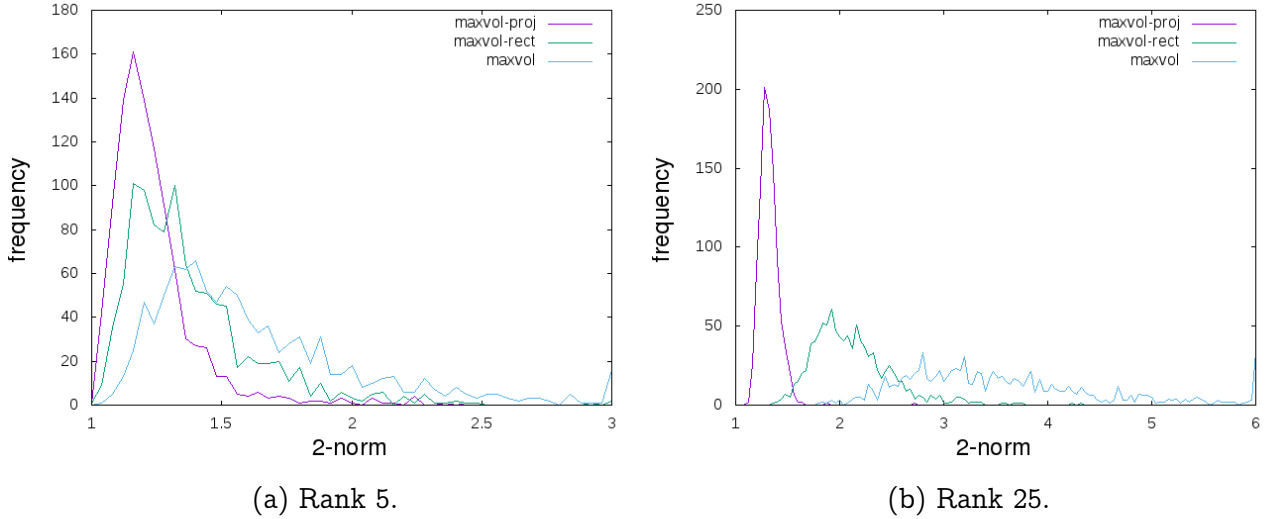 180
160
140
120
100
80
60
40
20
0
1
1.5
2
2.5
3
frequency
2-norm
maxvol-proj
maxvol-rect
maxvol
(a) Rank 5.
250
200
150
100
50
0
1
2
3
4
5
6
frequency
2-norm
maxvol-proj
maxvol-rect
maxvol
(b) Rank 25.